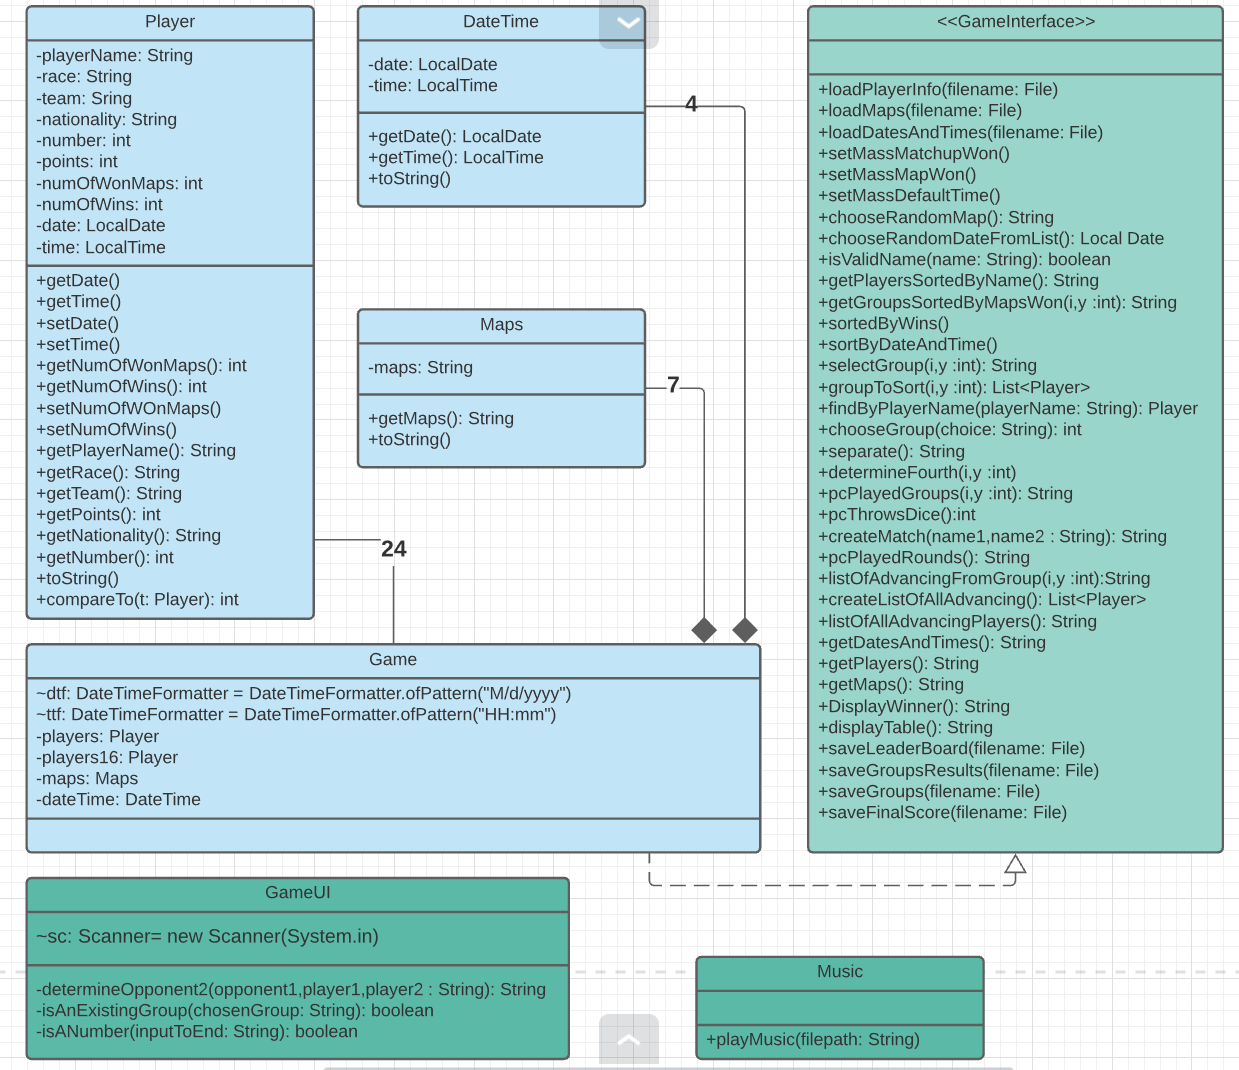 Player
-playerName: String
-race: String
-team: Sring
-nationality: String
-number: int
-points: int
-numOfWonMaps: int
-numOfWins: int
-date: LocalDate
-time: LocalTime
+getDate()
+getTime()
+setDate()
+setTime()
+getNumOfWonMaps(): int
+getNumOfWins(): int
+setNumOfWOnMaps()
+setNumOfWins()
+getPlayerName(): String
+getRace(): String
+getTeam(): String
+getPoints(): int
+getNationality(): String
+getNumber(): int
+toString()
+compareTo(t: Player): int
DateTime
-date: LocalDate
-time: LocalTime
+getDate(): LocalDate
+getTime(): LocalTime
+toString()
4
Maps
-maps: String
+getMaps(): String
+toString()
7
24
<<GameInterface>>
+loadPlayerInfo(filename: File)
+loadMaps(filename: File)
+loadDatesAndTimes(filename: File)
+setMassMatchupWon()
+setMassMapWon()
+setMassDefaultTime()
+chooseRandomMap(): String
+chooseRandomDateFromList(): Local Date
+isValidName(name: String): boolean
+getPlayersSortedByName(): String
+getGroupsSortedByMapsWon(i,y :int): String
+sortedByWins()
+sortByDateAndTime()
+selectGroup(i,y :int): String
+groupToSort(i,y :int): List<Player>
+findByPlayerName(playerName: String): Player
+chooseGroup(choice: String): int
+separate(): String
+determineFourth(i,y :int)
+pcPlayedGroups(i,y :int): String
+pcThrowsDice():int
+createMatch(name1,name2 : String): String
+pcPlayedRounds(): String
+listOfAdvancingFromGroup(i,y :int):String
+createListOfAllAdvancing(): List<Player>
+listOfAllAdvancingPlayers(): String
+getDatesAndTimes(): String
+getPlayers(): String
+getMaps(): String
+DisplayWinner(): String
+displayTable(): String
+saveLeaderBoard(filename: File)
+saveGroupsResults(filename: File)
+saveGroups(filename: File)
+saveFinalScore(filename: File)
Game
~dtf: DateTimeFormatter = DateTimeFormatter.ofPattern("M/d/yyyy")
~ttf: DateTimeFormatter = DateTimeFormatter.ofPattern("HH:mm")
-players: Player
-players16: Player
-maps: Maps
-dateTime: DateTime
GameUI
~sc: Scanner= new Scanner(System.in)
-determineOpponent2(opponent1,player1,player2 : String): String
-isAnExistingGroup(chosenGroup: String): boolean
-isANumber(inputToEnd: String): boolean
Music
+playMusic(filepath: String)